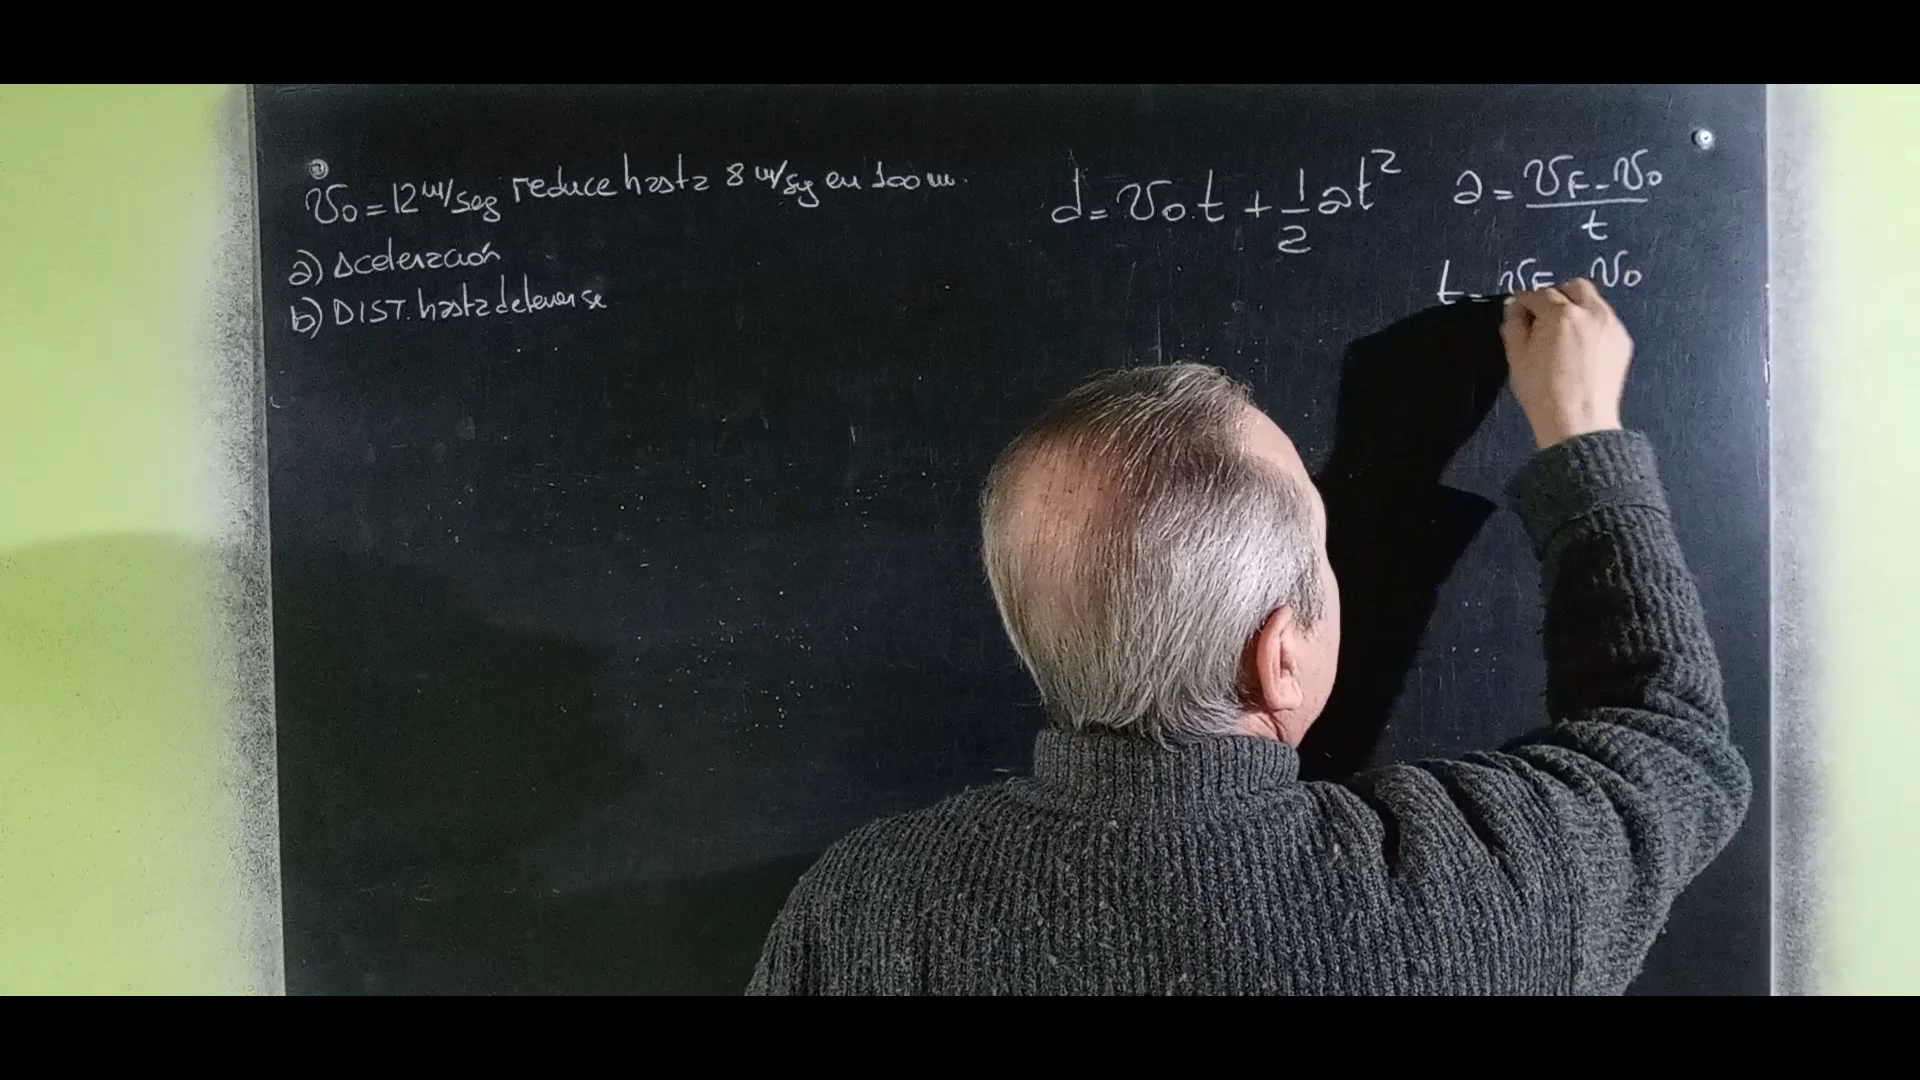 V₀ = 12 m/seg reduce hasta 8 m/sg en 100 m.
a) Aceleración
b) DIST. hasta detenerse
d = V₀.t + 1/2 at²
a = (VF - V₀)/t
t = VF - V₀